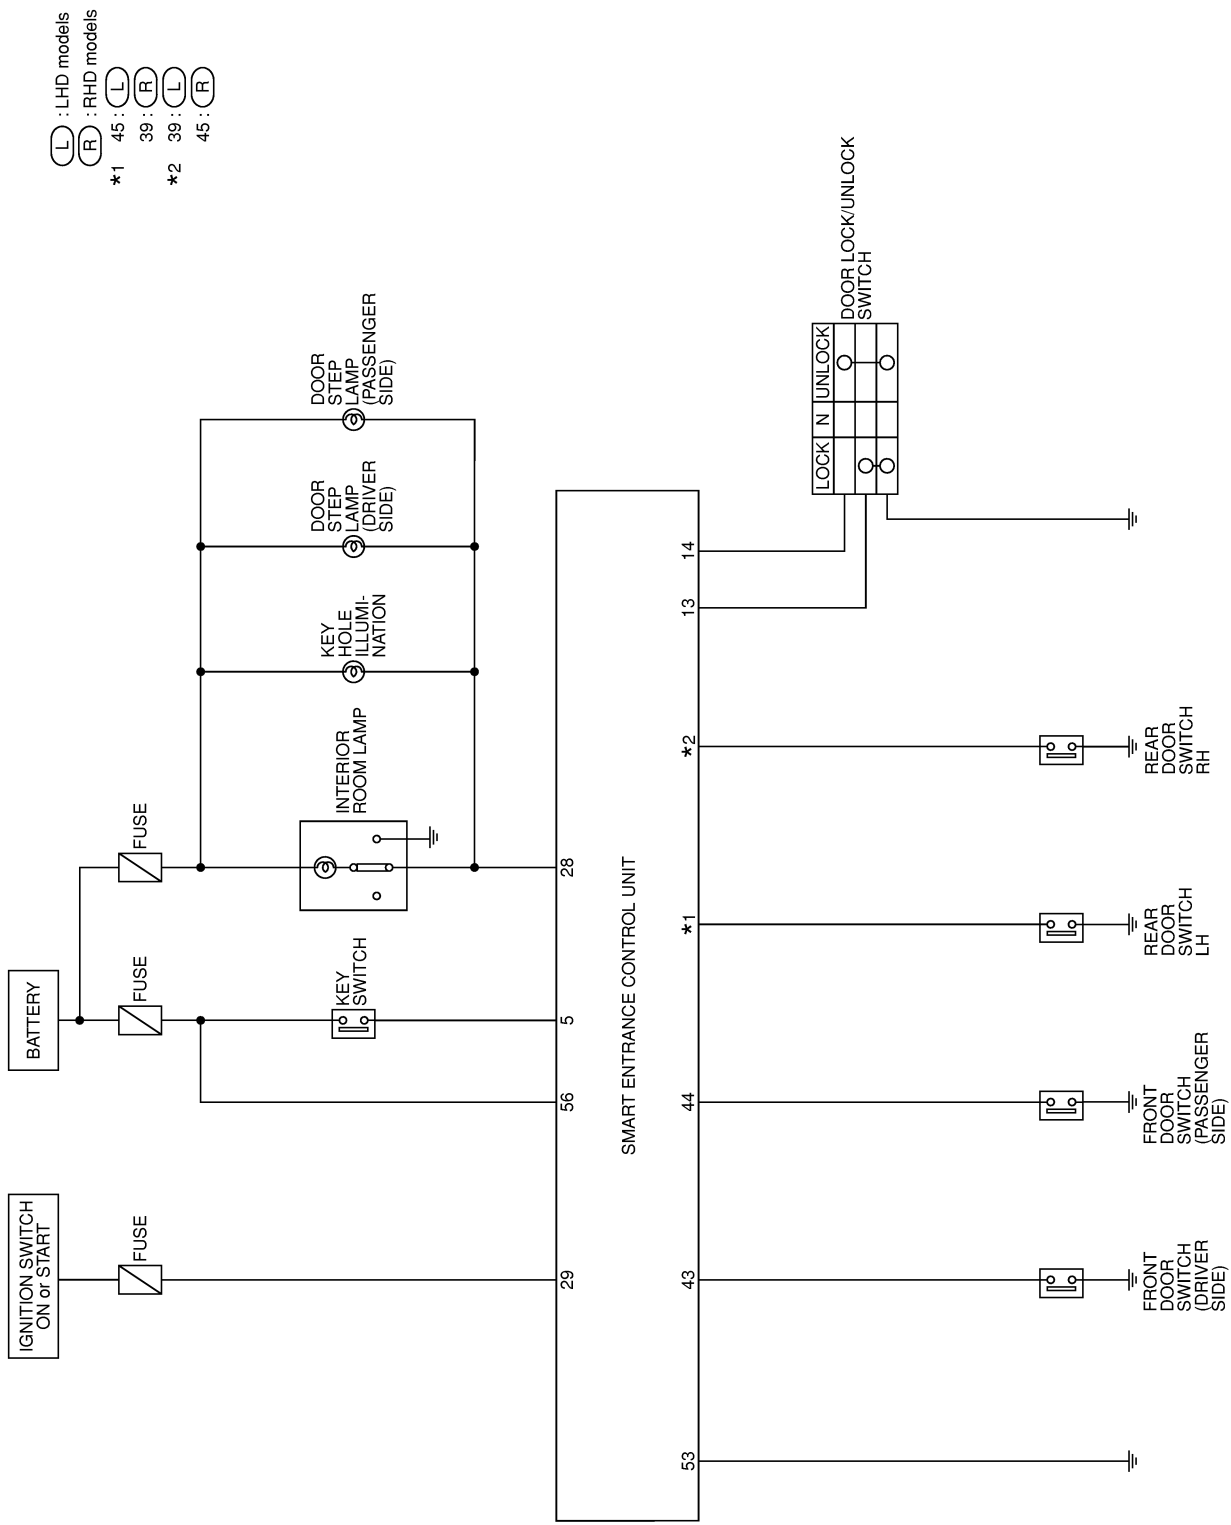 IGNITION SWITCH
ON or START
BATTERY
FUSE
FUSE
FUSE
KEY
SWITCH
INTERIOR
ROOM LAMP
KEY
HOLE
ILLUMI-
NATION
DOOR
STEP
LAMP
(DRIVER
SIDE)
DOOR
STEP
LAMP
(PASSENGER
SIDE)
L : LHD models
R : RHD models
*1 45 : L
39 : R
*2 39 : L
45 : R
29
56
5
28
SMART ENTRANCE CONTROL UNIT
53
43
44
*1
*2
13
14
LOCK N UNLOCK
DOOR LOCK/UNLOCK
SWITCH
FRONT
DOOR
SWITCH
(DRIVER
SIDE)
FRONT
DOOR
SWITCH
(PASSENGER
SIDE)
REAR
DOOR
SWITCH
LH
REAR
DOOR
SWITCH
RH